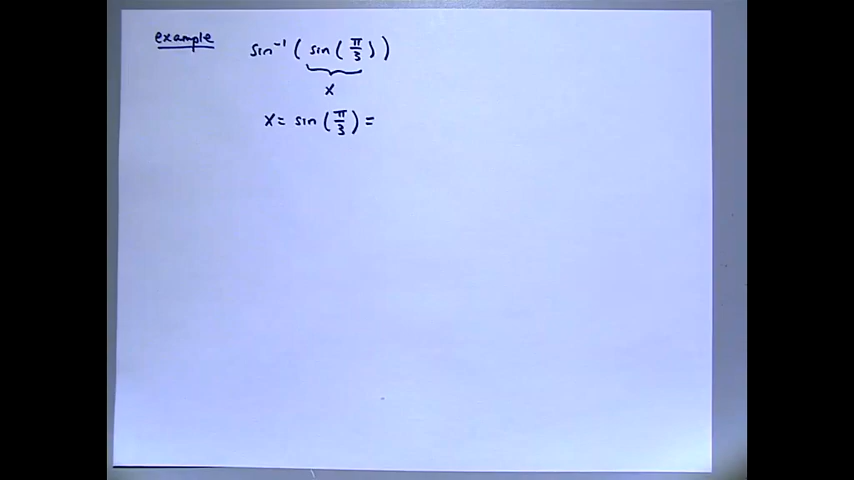 example sin⁻¹ ( sin ( π/3 ) )
x
x = sin ( π/3 ) =